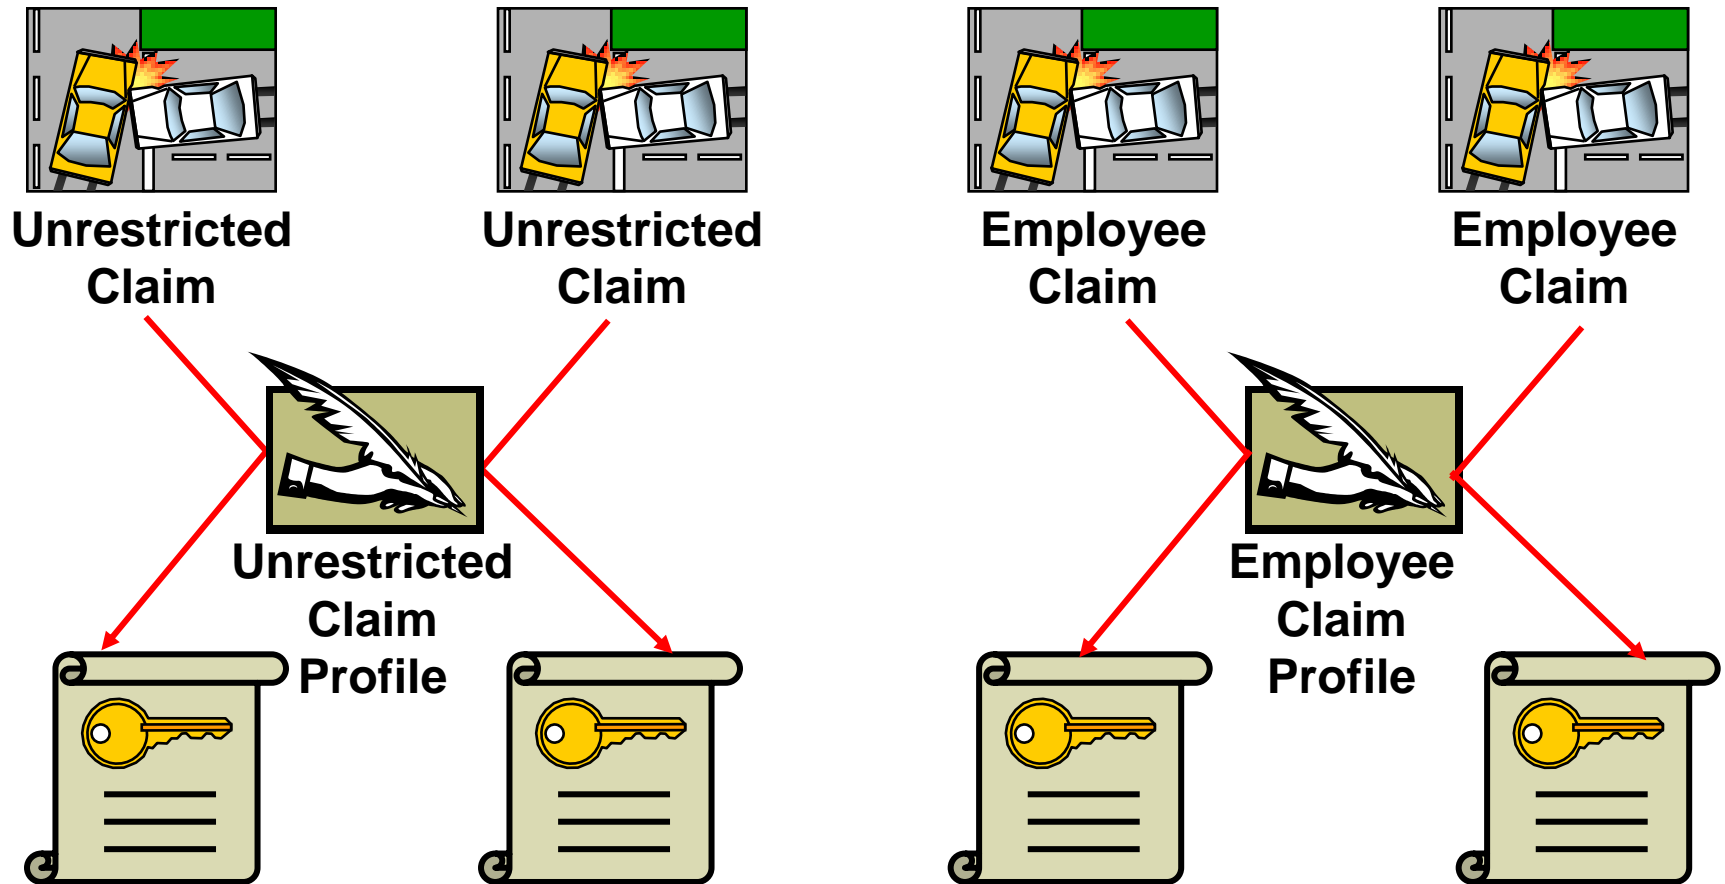 Unrestricted
Claim
Unrestricted
Claim
Employee
Claim
Employee
Claim
Unrestricted
Claim
Profile
Employee
Claim
Profile